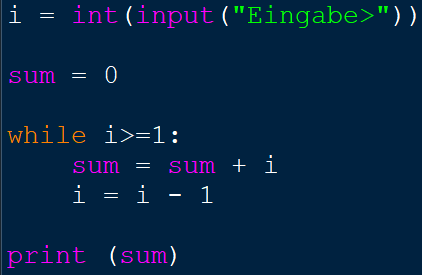 i = int(input("Eingabe>"))
sum = 0
while i>=1:
    sum = sum + i
    i = i - 1
print (sum)